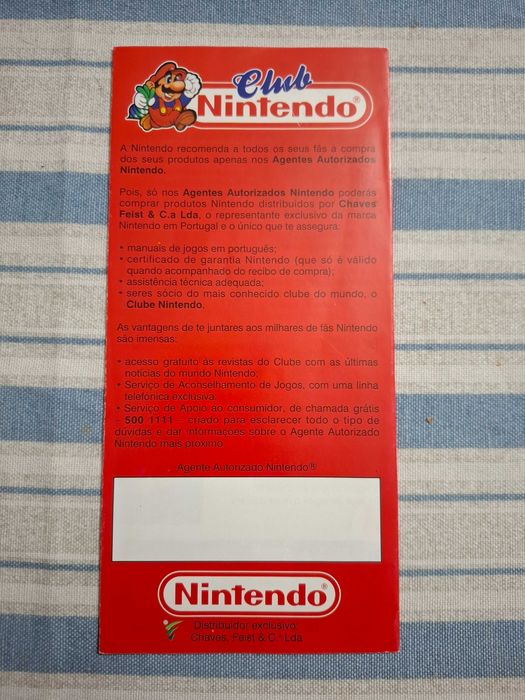 Club
Nintendo®
A Nintendo recomenda a todos os seus fãs a compra
dos seus produtos apenas nos Agentes Autorizados
Nintendo.
Pois, só nos Agentes Autorizados Nintendo poderás
comprar produtos Nintendo distribuídos por Chaves
Feist & C.a Lda, o representante exclusivo da marca
Nintendo em Portugal e o único que te assegura:
• manuais de jogos em português;
• certificado de garantia Nintendo (que só é válido
quando acompanhado do recibo de compra);
• assistência técnica adequada;
• seres sócio do mais conhecido clube do mundo, o
Clube Nintendo.
As vantagens de te juntares aos milhares de fãs Nintendo
são imensas:
• acesso gratuito às revistas do Clube com as últimas
notícias do mundo Nintendo;
• Serviço de Aconselhamento de Jogos, com uma linha
telefónica exclusiva.
• Serviço de Apoio ao consumidor, de chamada grátis
- 500 1111 - criado para esclarecer todo o tipo de
dúvidas e dar informações sobre o Agente Autorizado
Nintendo mais próximo.
Agente Autorizado Nintendo®
Nintendo®
Distribuidor exclusivo:
Chaves, Feist & C.ª Lda